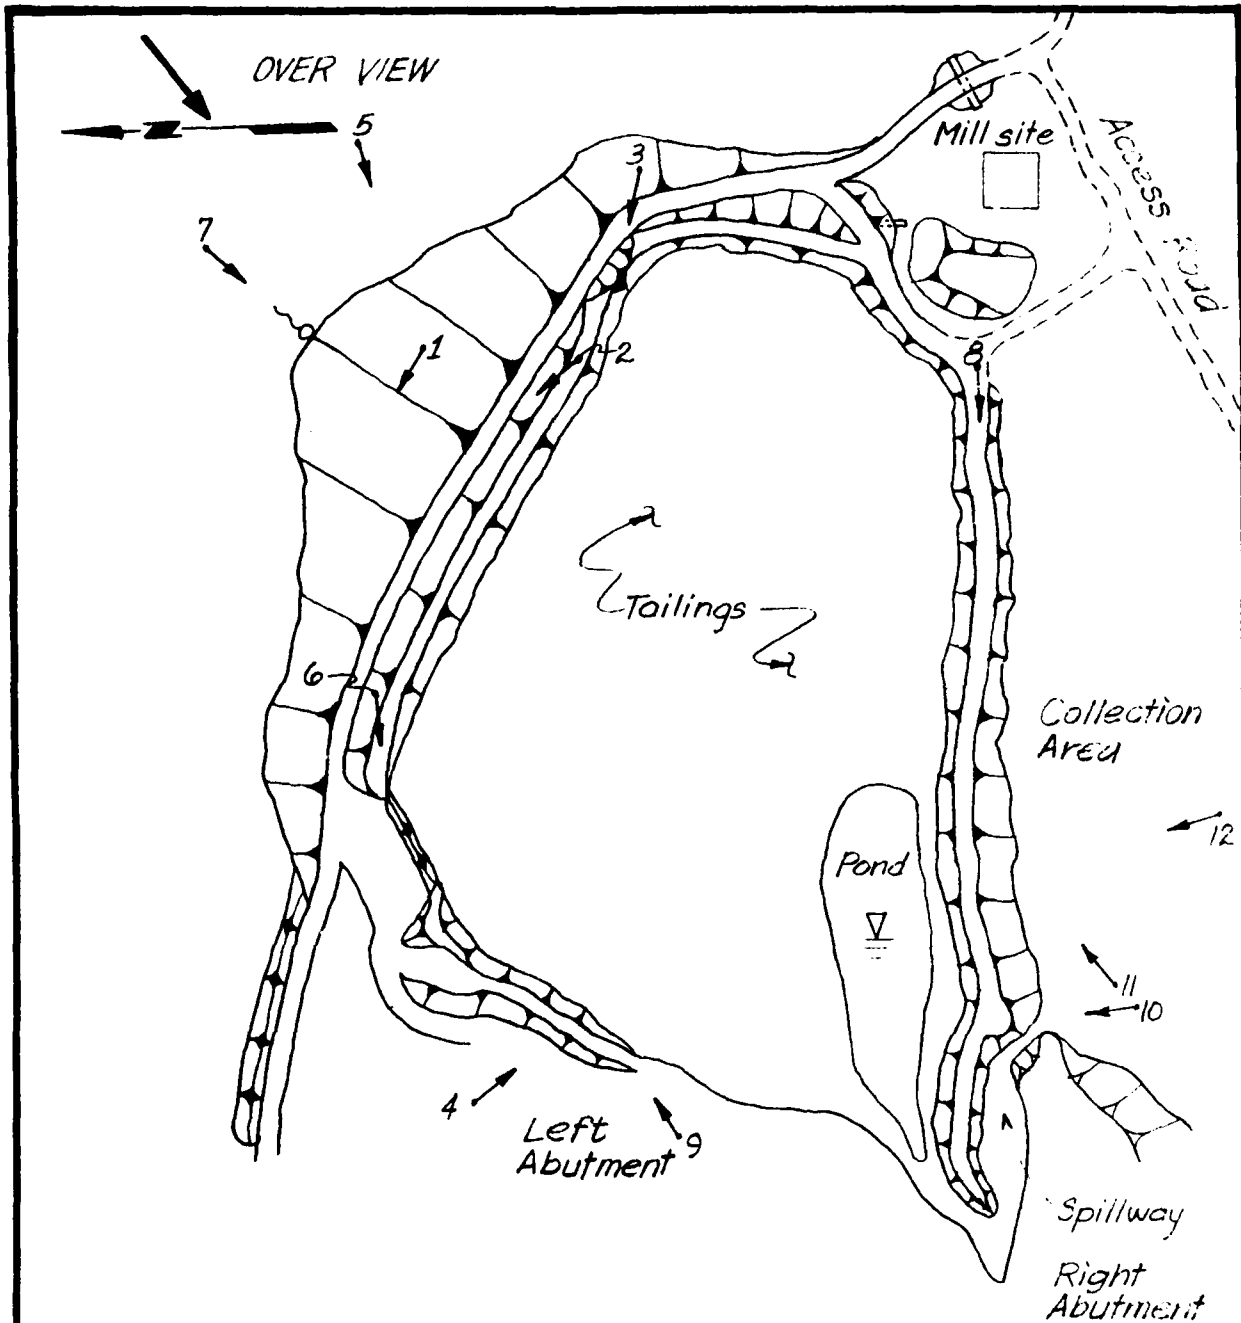 OVER VIEW
N
5
3
Mill site
Access Road
7
1
2
8
Tailings
6
Collection
Area
12
Pond
11
10
4
Left
Abutment
9
Spillway
Right
Abutment